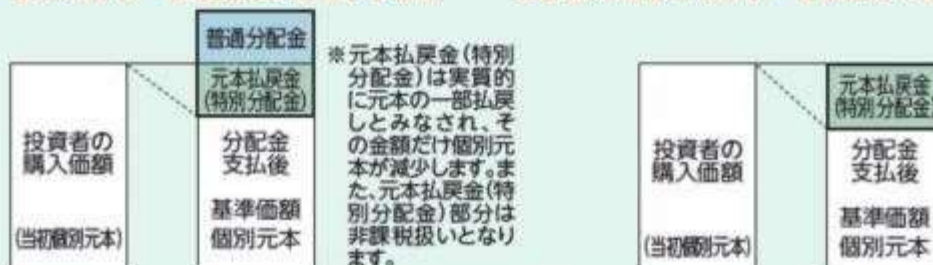 普通分配金
元本払戻金
(特別分配金)
投資者の
購入価額
(当初個別元本)
分配金
支払後
基準価額
個別元本
※元本払戻金(特別
分配金)は実質的
に元本の一部払戻
しとみなされ、そ
の金額だけ個別元
本が減少します。ま
た、元本払戻金(特
別分配金)部分は
非課税扱いとなり
ます。
投資者の
購入価額
(当初個別元本)
元本払戻金
(特別分配金)
分配金
支払後
基準価額
個別元本